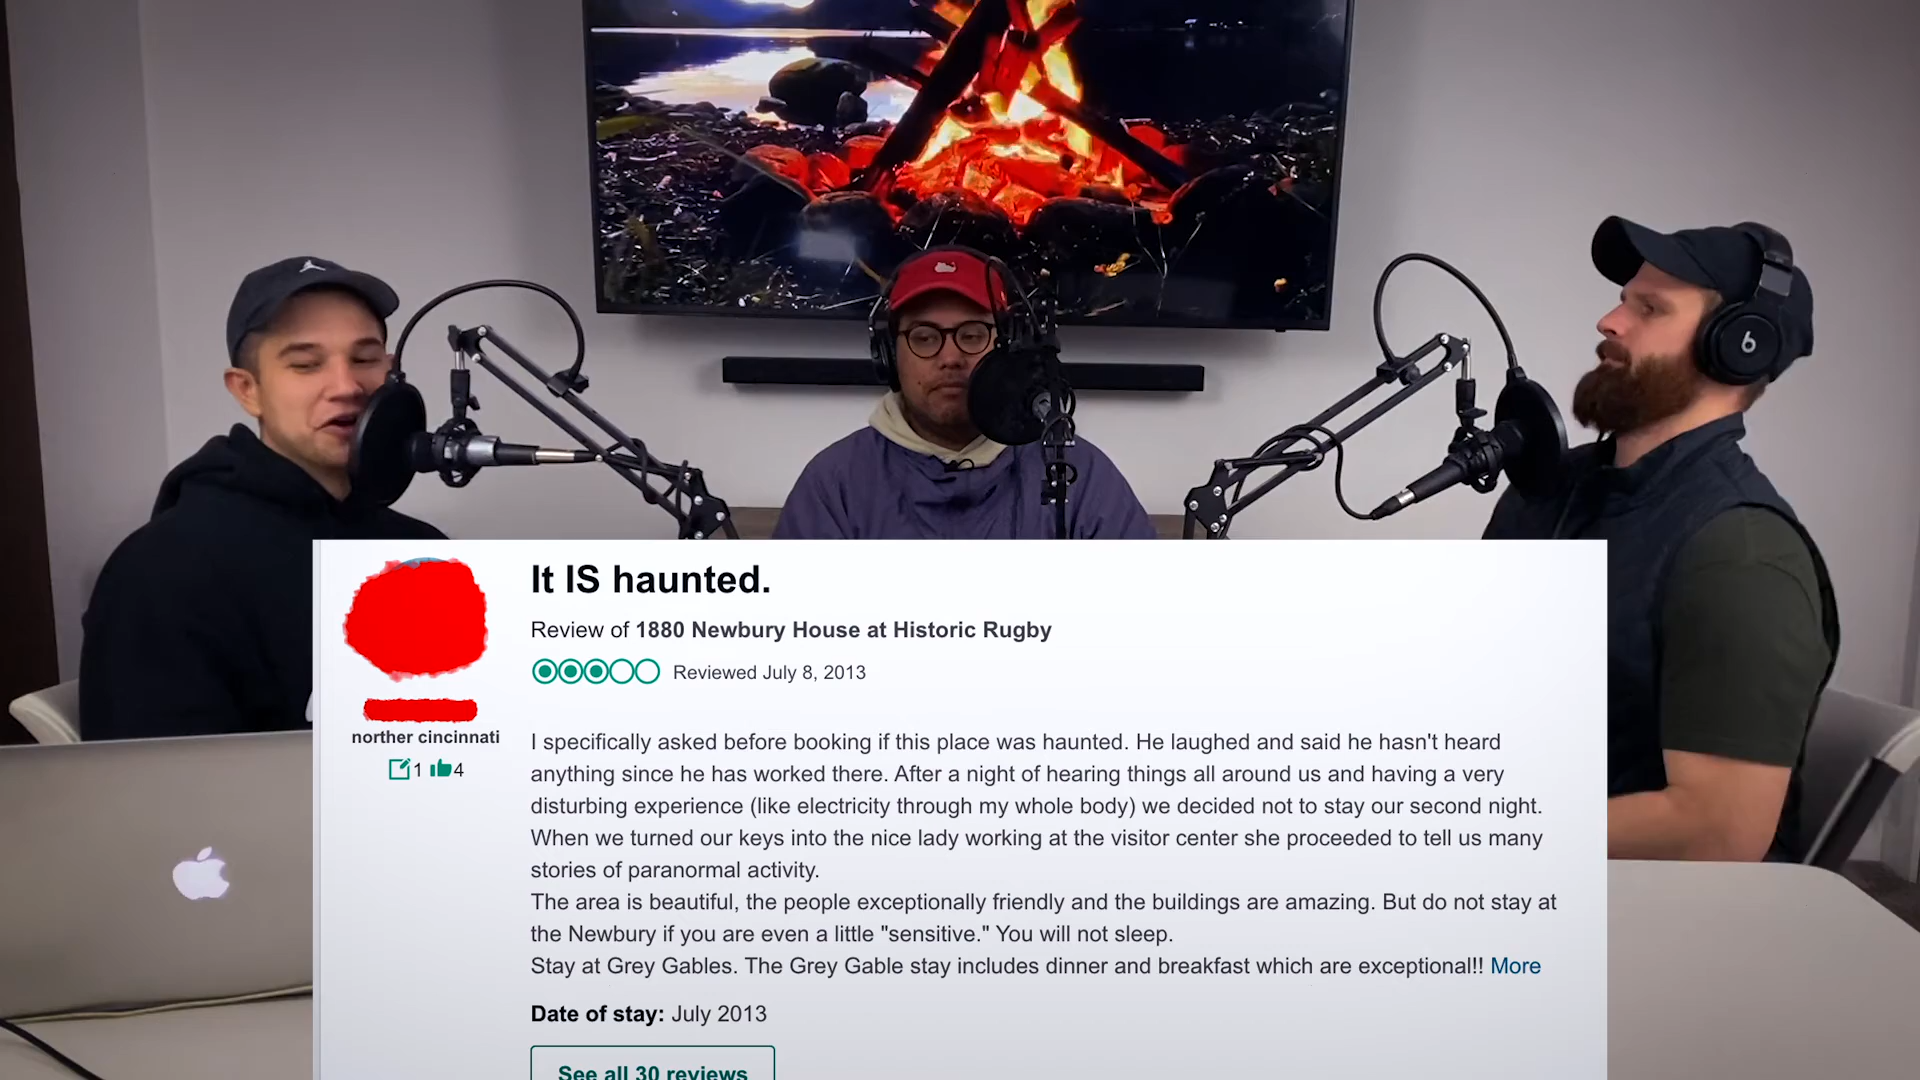 It IS haunted.
Review of 1880 Newbury House at Historic Rugby
Reviewed July 8, 2013
norther cincinnati
1 4
I specifically asked before booking if this place was haunted. He laughed and said he hasn't heard
anything since he has worked there. After a night of hearing things all around us and having a very
disturbing experience (like electricity through my whole body) we decided not to stay our second night.
When we turned our keys into the nice lady working at the visitor center she proceeded to tell us many
stories of paranormal activity.
The area is beautiful, the people exceptionally friendly and the buildings are amazing. But do not stay at
the Newbury if you are even a little "sensitive." You will not sleep.
Stay at Grey Gables. The Grey Gable stay includes dinner and breakfast which are exceptional!! More
Date of stay: July 2013
See all 30 reviews